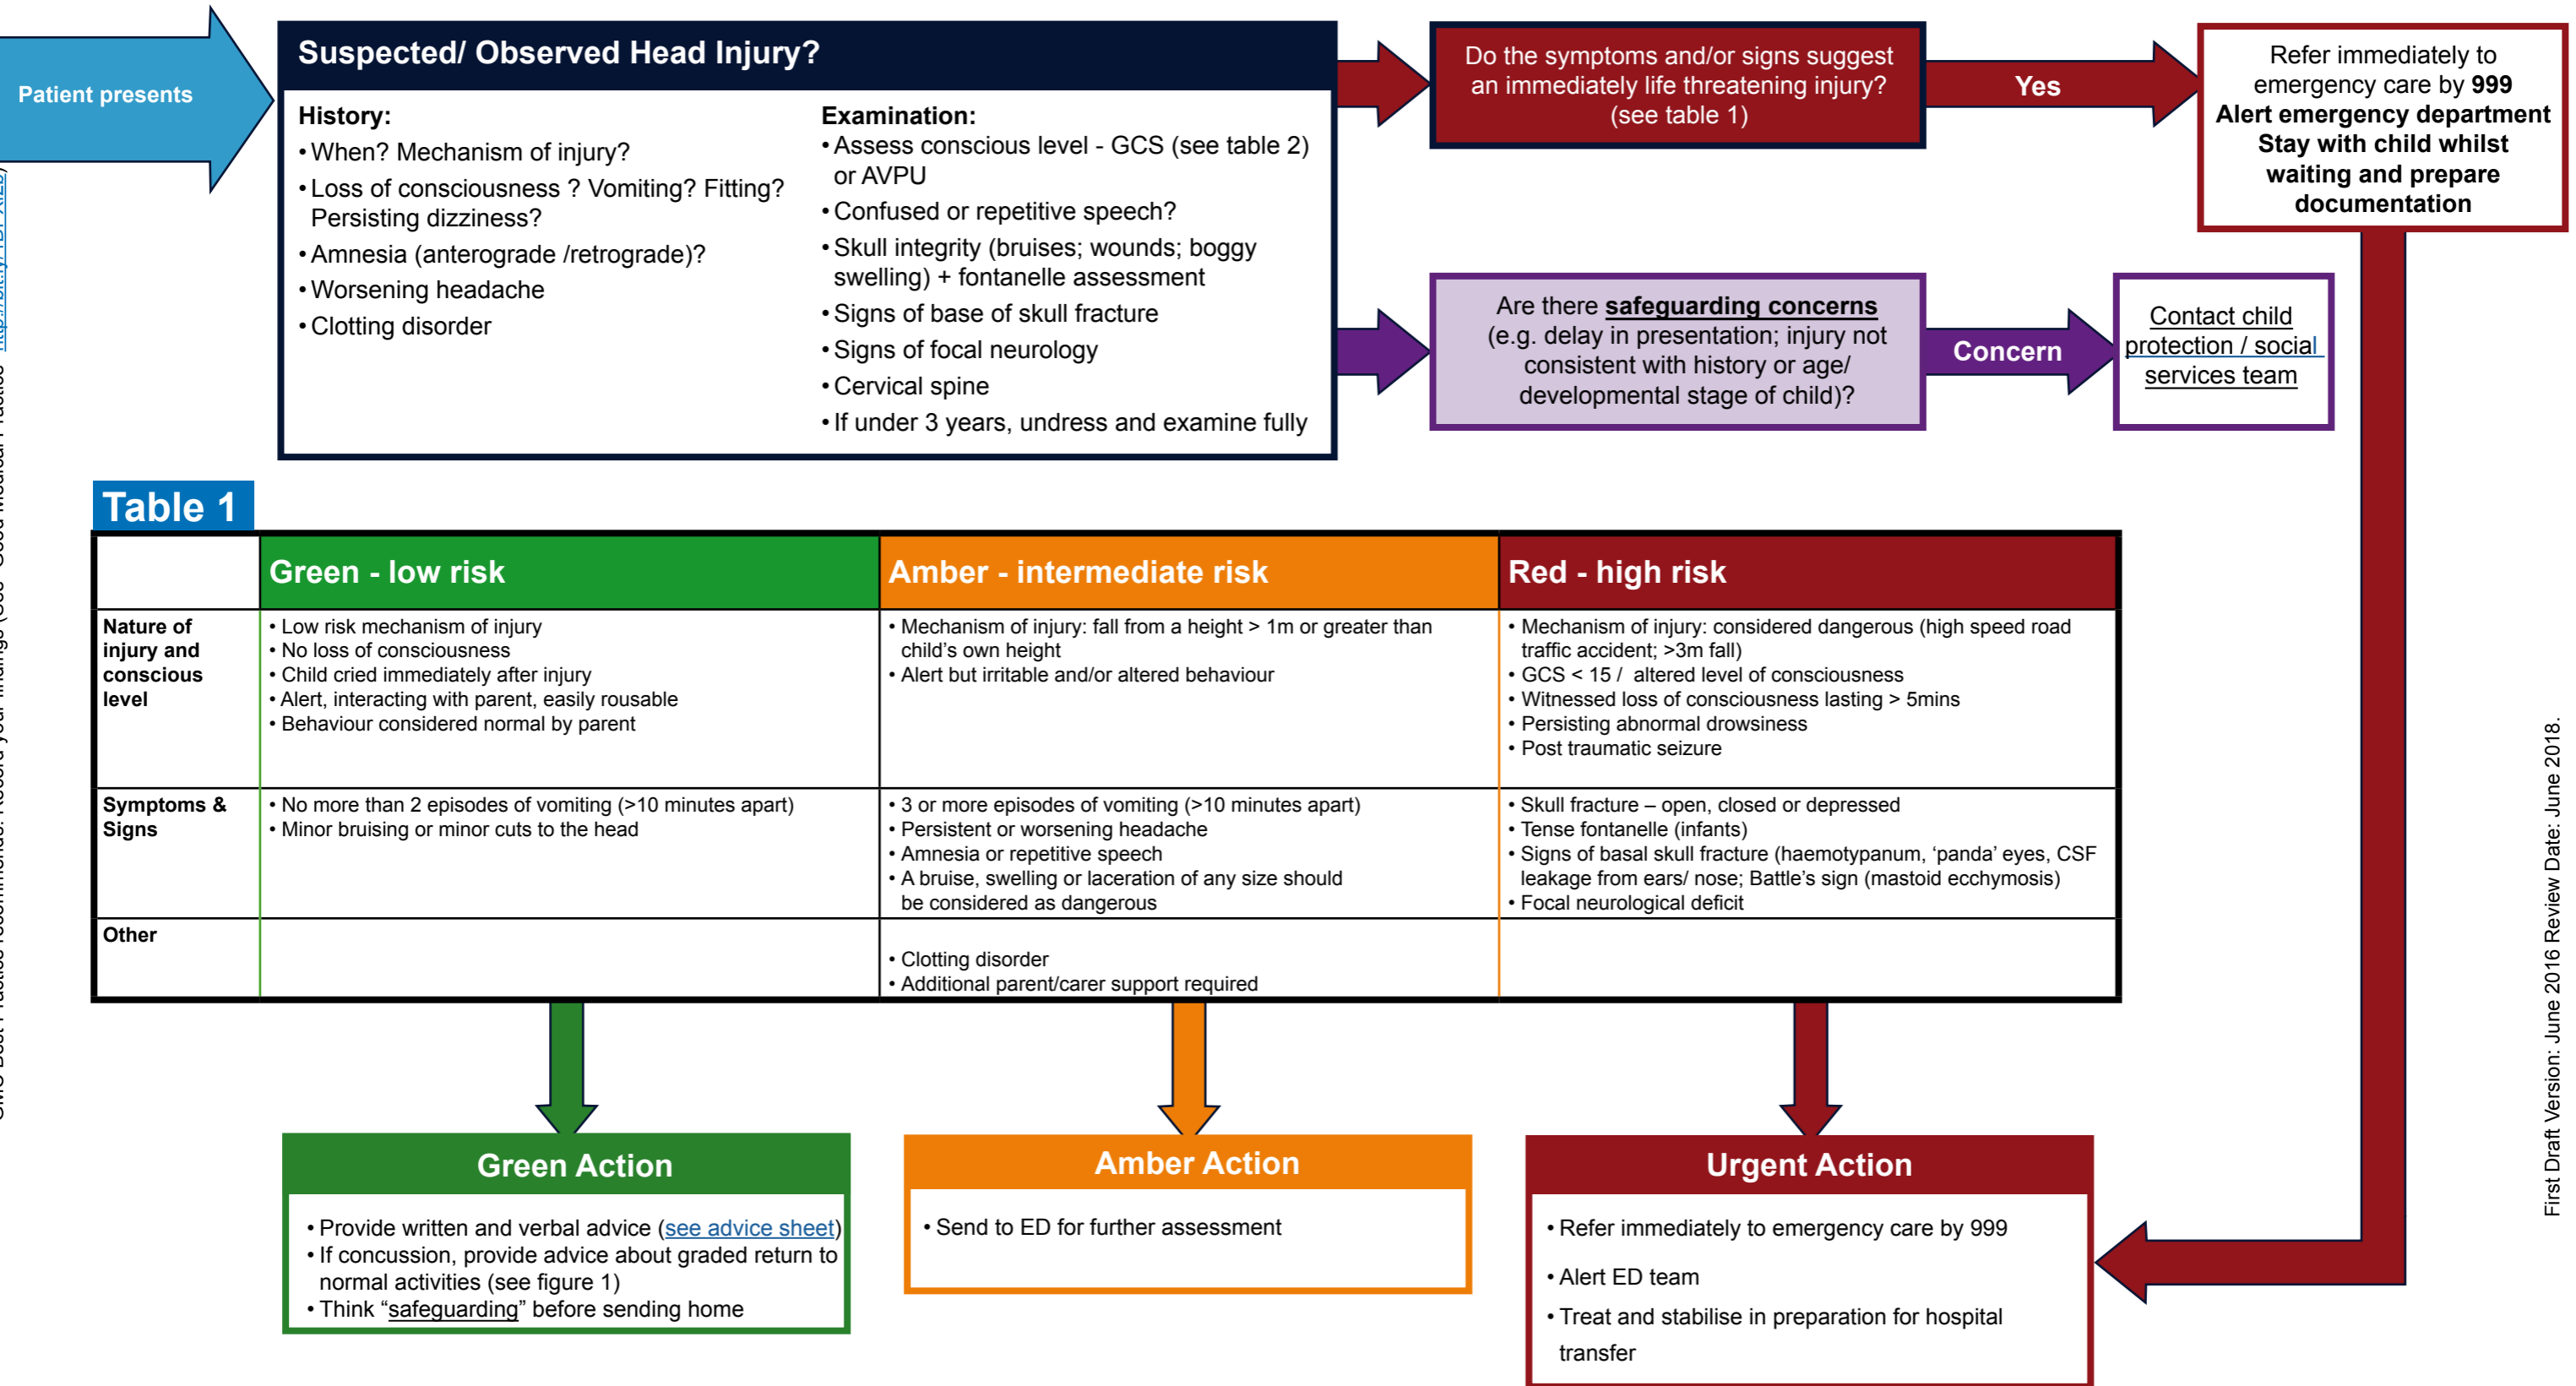 Patient presents
Suspected/ Observed Head Injury?
History:
• When? Mechanism of injury?
• Loss of consciousness ? Vomiting? Fitting?
Persisting dizziness?
• Amnesia (anterograde /retrograde)?
• Worsening headache
• Clotting disorder
Examination:
• Assess conscious level - GCS (see table 2)
or AVPU
• Confused or repetitive speech?
• Skull integrity (bruises; wounds; boggy
swelling) + fontanelle assessment
• Signs of base of skull fracture
• Signs of focal neurology
• Cervical spine
• If under 3 years, undress and examine fully
Do the symptoms and/or signs suggest
an immediately life threatening injury?
(see table 1)
Yes
Refer immediately to
emergency care by 999
Alert emergency department
Stay with child whilst
waiting and prepare
documentation
Are there safeguarding concerns
(e.g. delay in presentation; injury not
consistent with history or age/
developmental stage of child)?
Concern
Contact child
protection / social
services team
Table 1
Green - low risk
Amber - intermediate risk
Red - high risk
Nature of
injury and
conscious
level
• Low risk mechanism of injury
• No loss of consciousness
• Child cried immediately after injury
• Alert, interacting with parent, easily rousable
• Behaviour considered normal by parent
• Mechanism of injury: fall from a height > 1m or greater than
child's own height
• Alert but irritable and/or altered behaviour
• Mechanism of injury: considered dangerous (high speed road
traffic accident; >3m fall)
• GCS < 15 / altered level of consciousness
• Witnessed loss of consciousness lasting > 5mins
• Persisting abnormal drowsiness
• Post traumatic seizure
Symptoms &
Signs
• No more than 2 episodes of vomiting (>10 minutes apart)
• Minor bruising or minor cuts to the head
• 3 or more episodes of vomiting (>10 minutes apart)
• Persistent or worsening headache
• Amnesia or repetitive speech
• A bruise, swelling or laceration of any size should
be considered as dangerous
• Skull fracture – open, closed or depressed
• Tense fontanelle (infants)
• Signs of basal skull fracture (haemotypanum, ‘panda’ eyes, CSF
leakage from ears/ nose; Battle's sign (mastoid ecchymosis)
• Focal neurological deficit
Other
• Clotting disorder
• Additional parent/carer support required
Green Action
• Provide written and verbal advice (see advice sheet)
• If concussion, provide advice about graded return to
normal activities (see figure 1)
• Think “safeguarding” before sending home
Amber Action
• Send to ED for further assessment
Urgent Action
• Refer immediately to emergency care by 999
• Alert ED team
• Treat and stabilise in preparation for hospital
transfer
First Draft Version: June 2016 Review Date: June 2018.